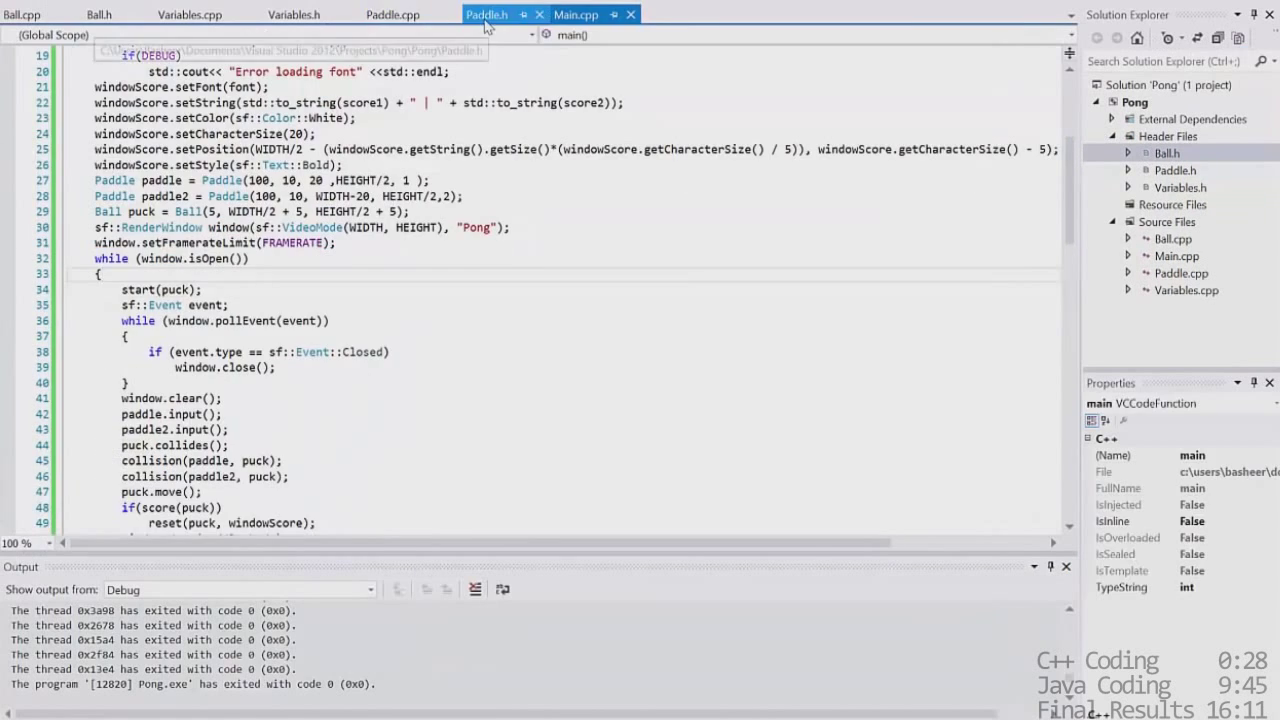 Ball.cpp Ball.h Variables.cpp Variables.h Paddle.cpp Paddle.h Main.cpp
(Global Scope) main()
C:\Users\Basheer\Documents\Visual Studio 2012\Projects\Pong\Pong\Paddle.h
19 if(DEBUG)
20 std::cout<< "Error loading font" <<std::endl;
21 windowScore.setFont(font);
22 windowScore.setString(std::to_string(score1) + " | " + std::to_string(score2));
23 windowScore.setColor(sf::Color::White);
24 windowScore.setCharacterSize(20);
25 windowScore.setPosition(WIDTH/2 - (windowScore.getString().getSize()*(windowScore.getCharacterSize() / 5)), windowScore.getCharacterSize() - 5);
26 windowScore.setStyle(sf::Text::Bold);
27 Paddle paddle = Paddle(100, 10, 20 ,HEIGHT/2, 1 );
28 Paddle paddle2 = Paddle(100, 10, WIDTH-20, HEIGHT/2,2);
29 Ball puck = Ball(5, WIDTH/2 + 5, HEIGHT/2 + 5);
30 sf::RenderWindow window(sf::VideoMode(WIDTH, HEIGHT), "Pong");
31 window.setFramerateLimit(FRAMERATE);
32 while (window.isOpen())
33 {
34 start(puck);
35 sf::Event event;
36 while (window.pollEvent(event))
37 {
38 if (event.type == sf::Event::Closed)
39 window.close();
40 }
41 window.clear();
42 paddle.input();
43 paddle2.input();
44 puck.collides();
45 collision(paddle, puck);
46 collision(paddle2, puck);
47 puck.move();
48 if(score(puck))
49 reset(puck, windowScore);
100 %
Output
Show output from: Debug
The thread 0x3a98 has exited with code 0 (0x0).
The thread 0x2678 has exited with code 0 (0x0).
The thread 0x15a4 has exited with code 0 (0x0).
The thread 0x2f84 has exited with code 0 (0x0).
The thread 0x13e4 has exited with code 0 (0x0).
The program '[12820] Pong.exe' has exited with code 0 (0x0).
Solution Explorer
Search Solution Explorer (Ctrl+;)
Solution 'Pong' (1 project)
Pong
External Dependencies
Header Files
Ball.h
Paddle.h
Variables.h
Resource Files
Source Files
Ball.cpp
Main.cpp
Paddle.cpp
Variables.cpp
Properties
main VCCodeFunction
C++
(Name) main
File c:\users\basheer\do
FullName main
IsInjected False
IsInline False
IsOverloaded False
IsSealed False
IsTemplate False
TypeString int
C++ Coding 0:28
Java Coding 9:45
Final Results 16:11
C++